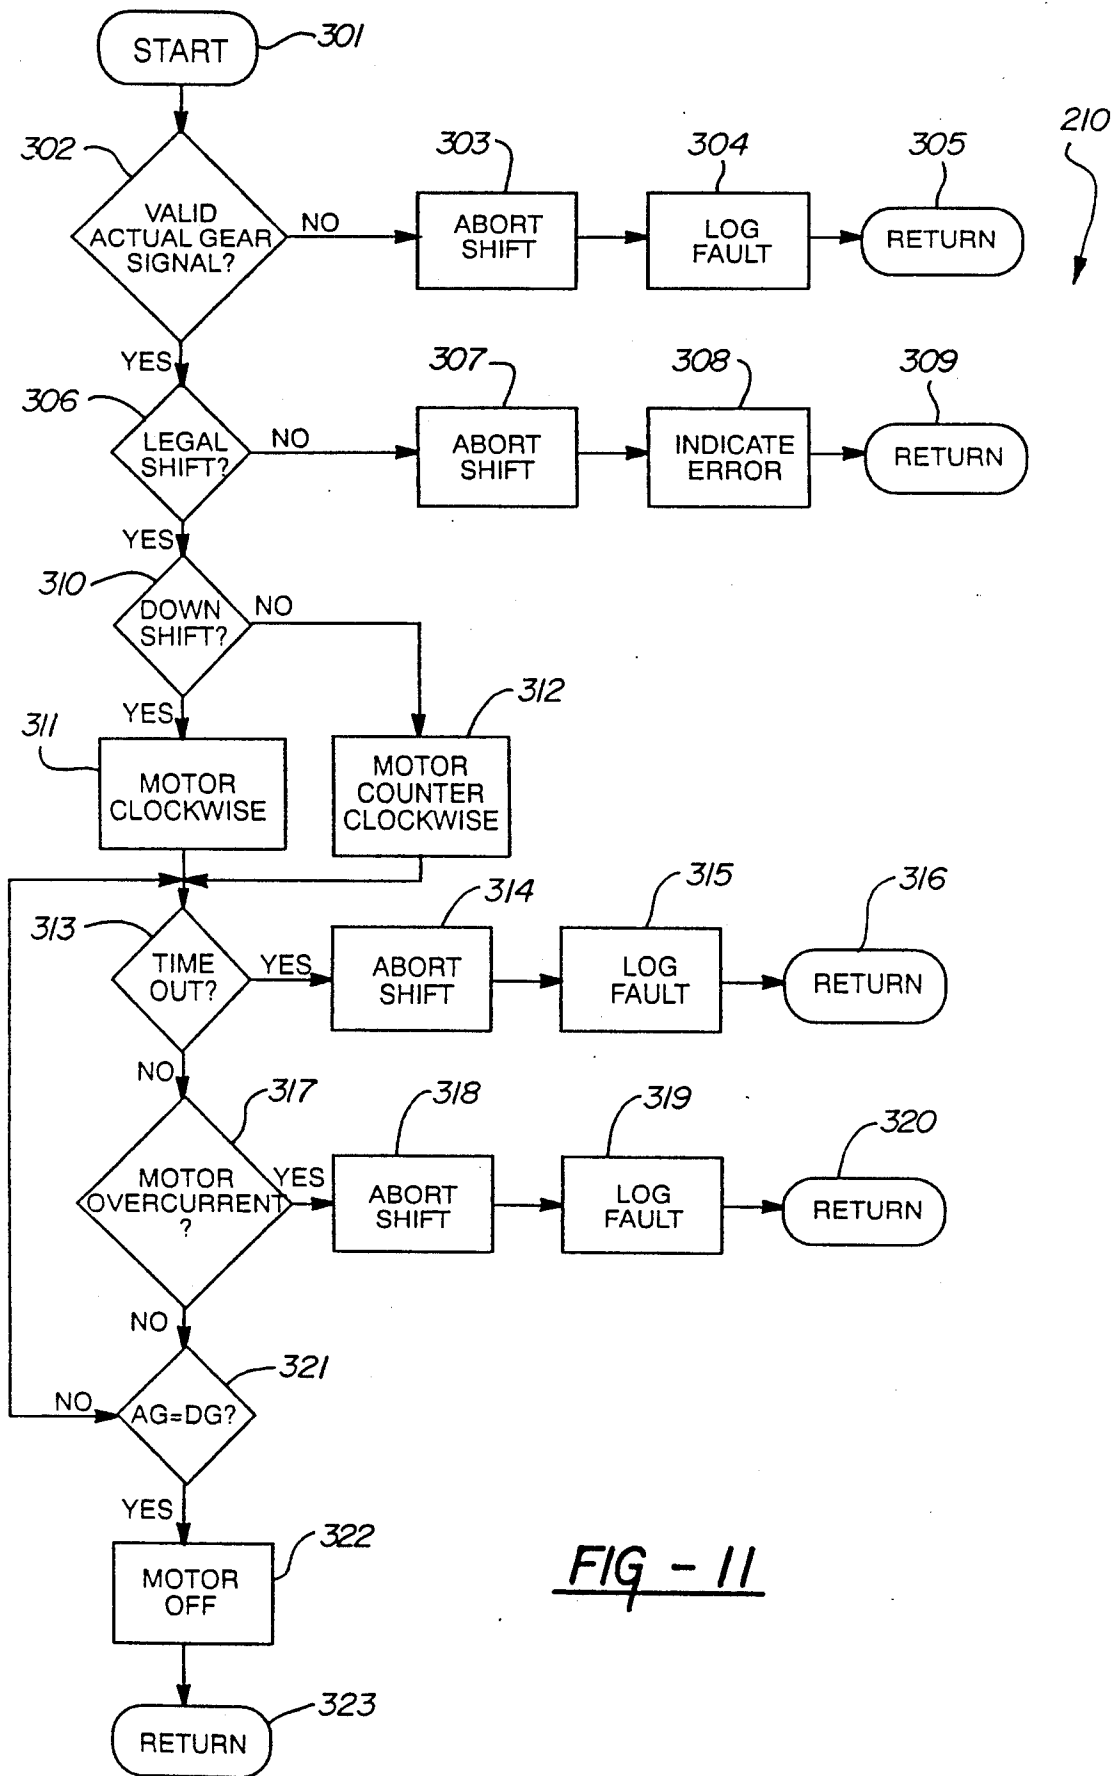 START
301
210
302
VALID
ACTUAL GEAR
SIGNAL?
NO
303
ABORT
SHIFT
304
LOG
FAULT
305
RETURN
YES
306
LEGAL
SHIFT?
NO
307
ABORT
SHIFT
308
INDICATE
ERROR
309
RETURN
YES
310
DOWN
SHIFT?
NO
YES
311
MOTOR
CLOCKWISE
312
MOTOR
COUNTER
CLOCKWISE
313
TIME
OUT?
YES
314
ABORT
SHIFT
315
LOG
FAULT
316
RETURN
NO
317
MOTOR
OVERCURRENT
?
YES
318
ABORT
SHIFT
319
LOG
FAULT
320
RETURN
NO
321
AG=DG?
NO
YES
322
MOTOR
OFF
323
RETURN
FIG - 11